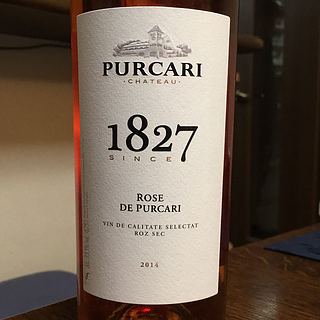 PURCARI
· CHATEAU ·
1827
SINCE
ROSE
DE PURCARI
VIN DE CALITATE SELECTAT
ROZ SEC
2014